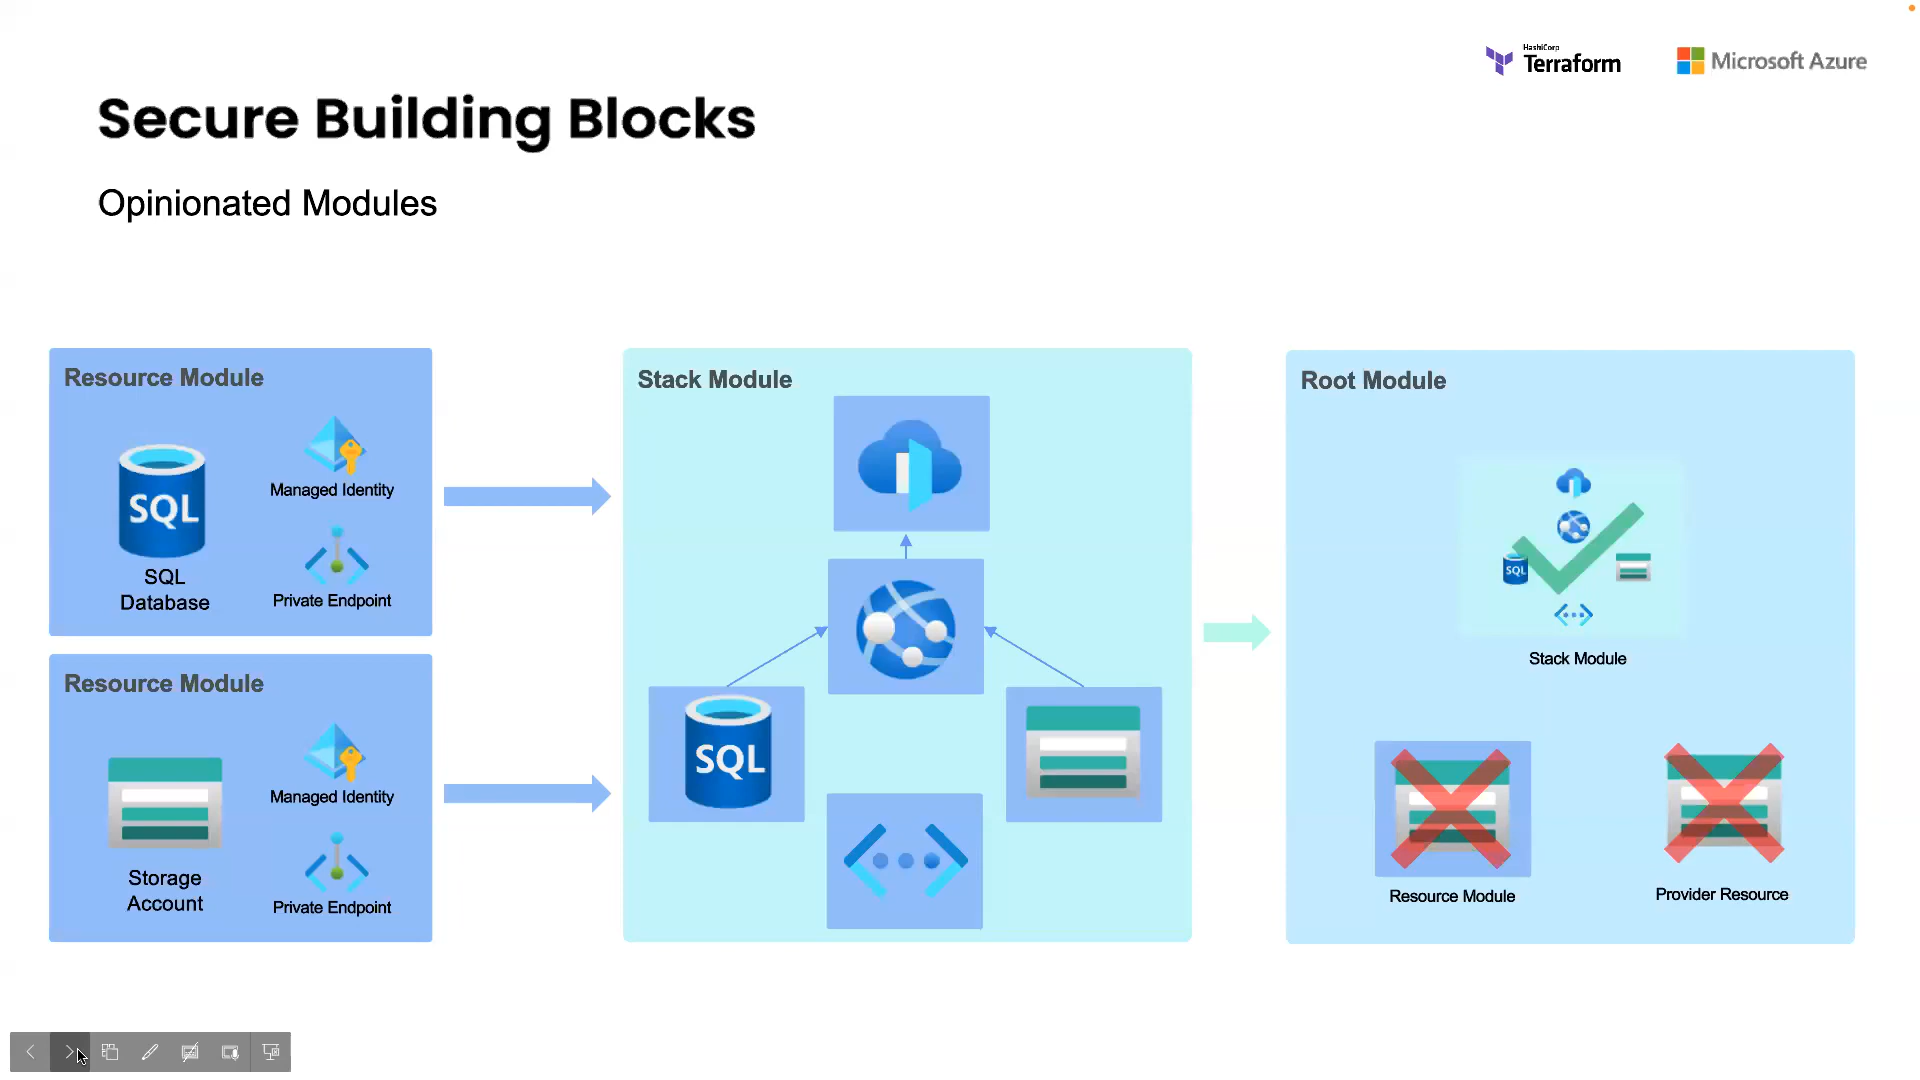 HashiCorp
Terraform
Microsoft Azure
Secure Building Blocks
Opinionated Modules
Resource Module
Managed Identity
SQL
SQL
Database
Private Endpoint
Resource Module
Managed Identity
Storage
Account
Private Endpoint
Stack Module
SQL
Root Module
SQL
Stack Module
Resource Module
Provider Resource